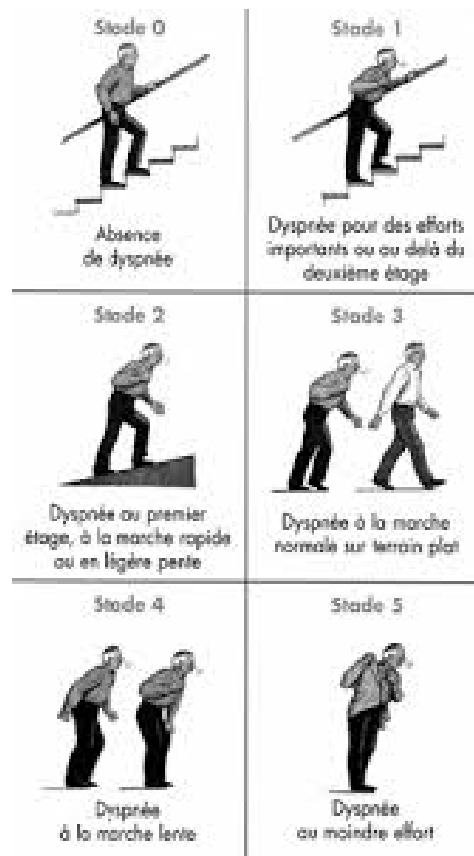 Stade 0
Absence
de dyspnée
Stade 1
Dyspnée pour des efforts
importants ou au delà du
deuxième étage
Stade 2
Dyspnée au premier
étage, à la marche rapide
ou en légère pente
Stade 3
Dyspnée à la marche
normale sur terrain plat
Stade 4
Dyspnée
à la marche lente
Stade 5
Dyspnée
au moindre effort